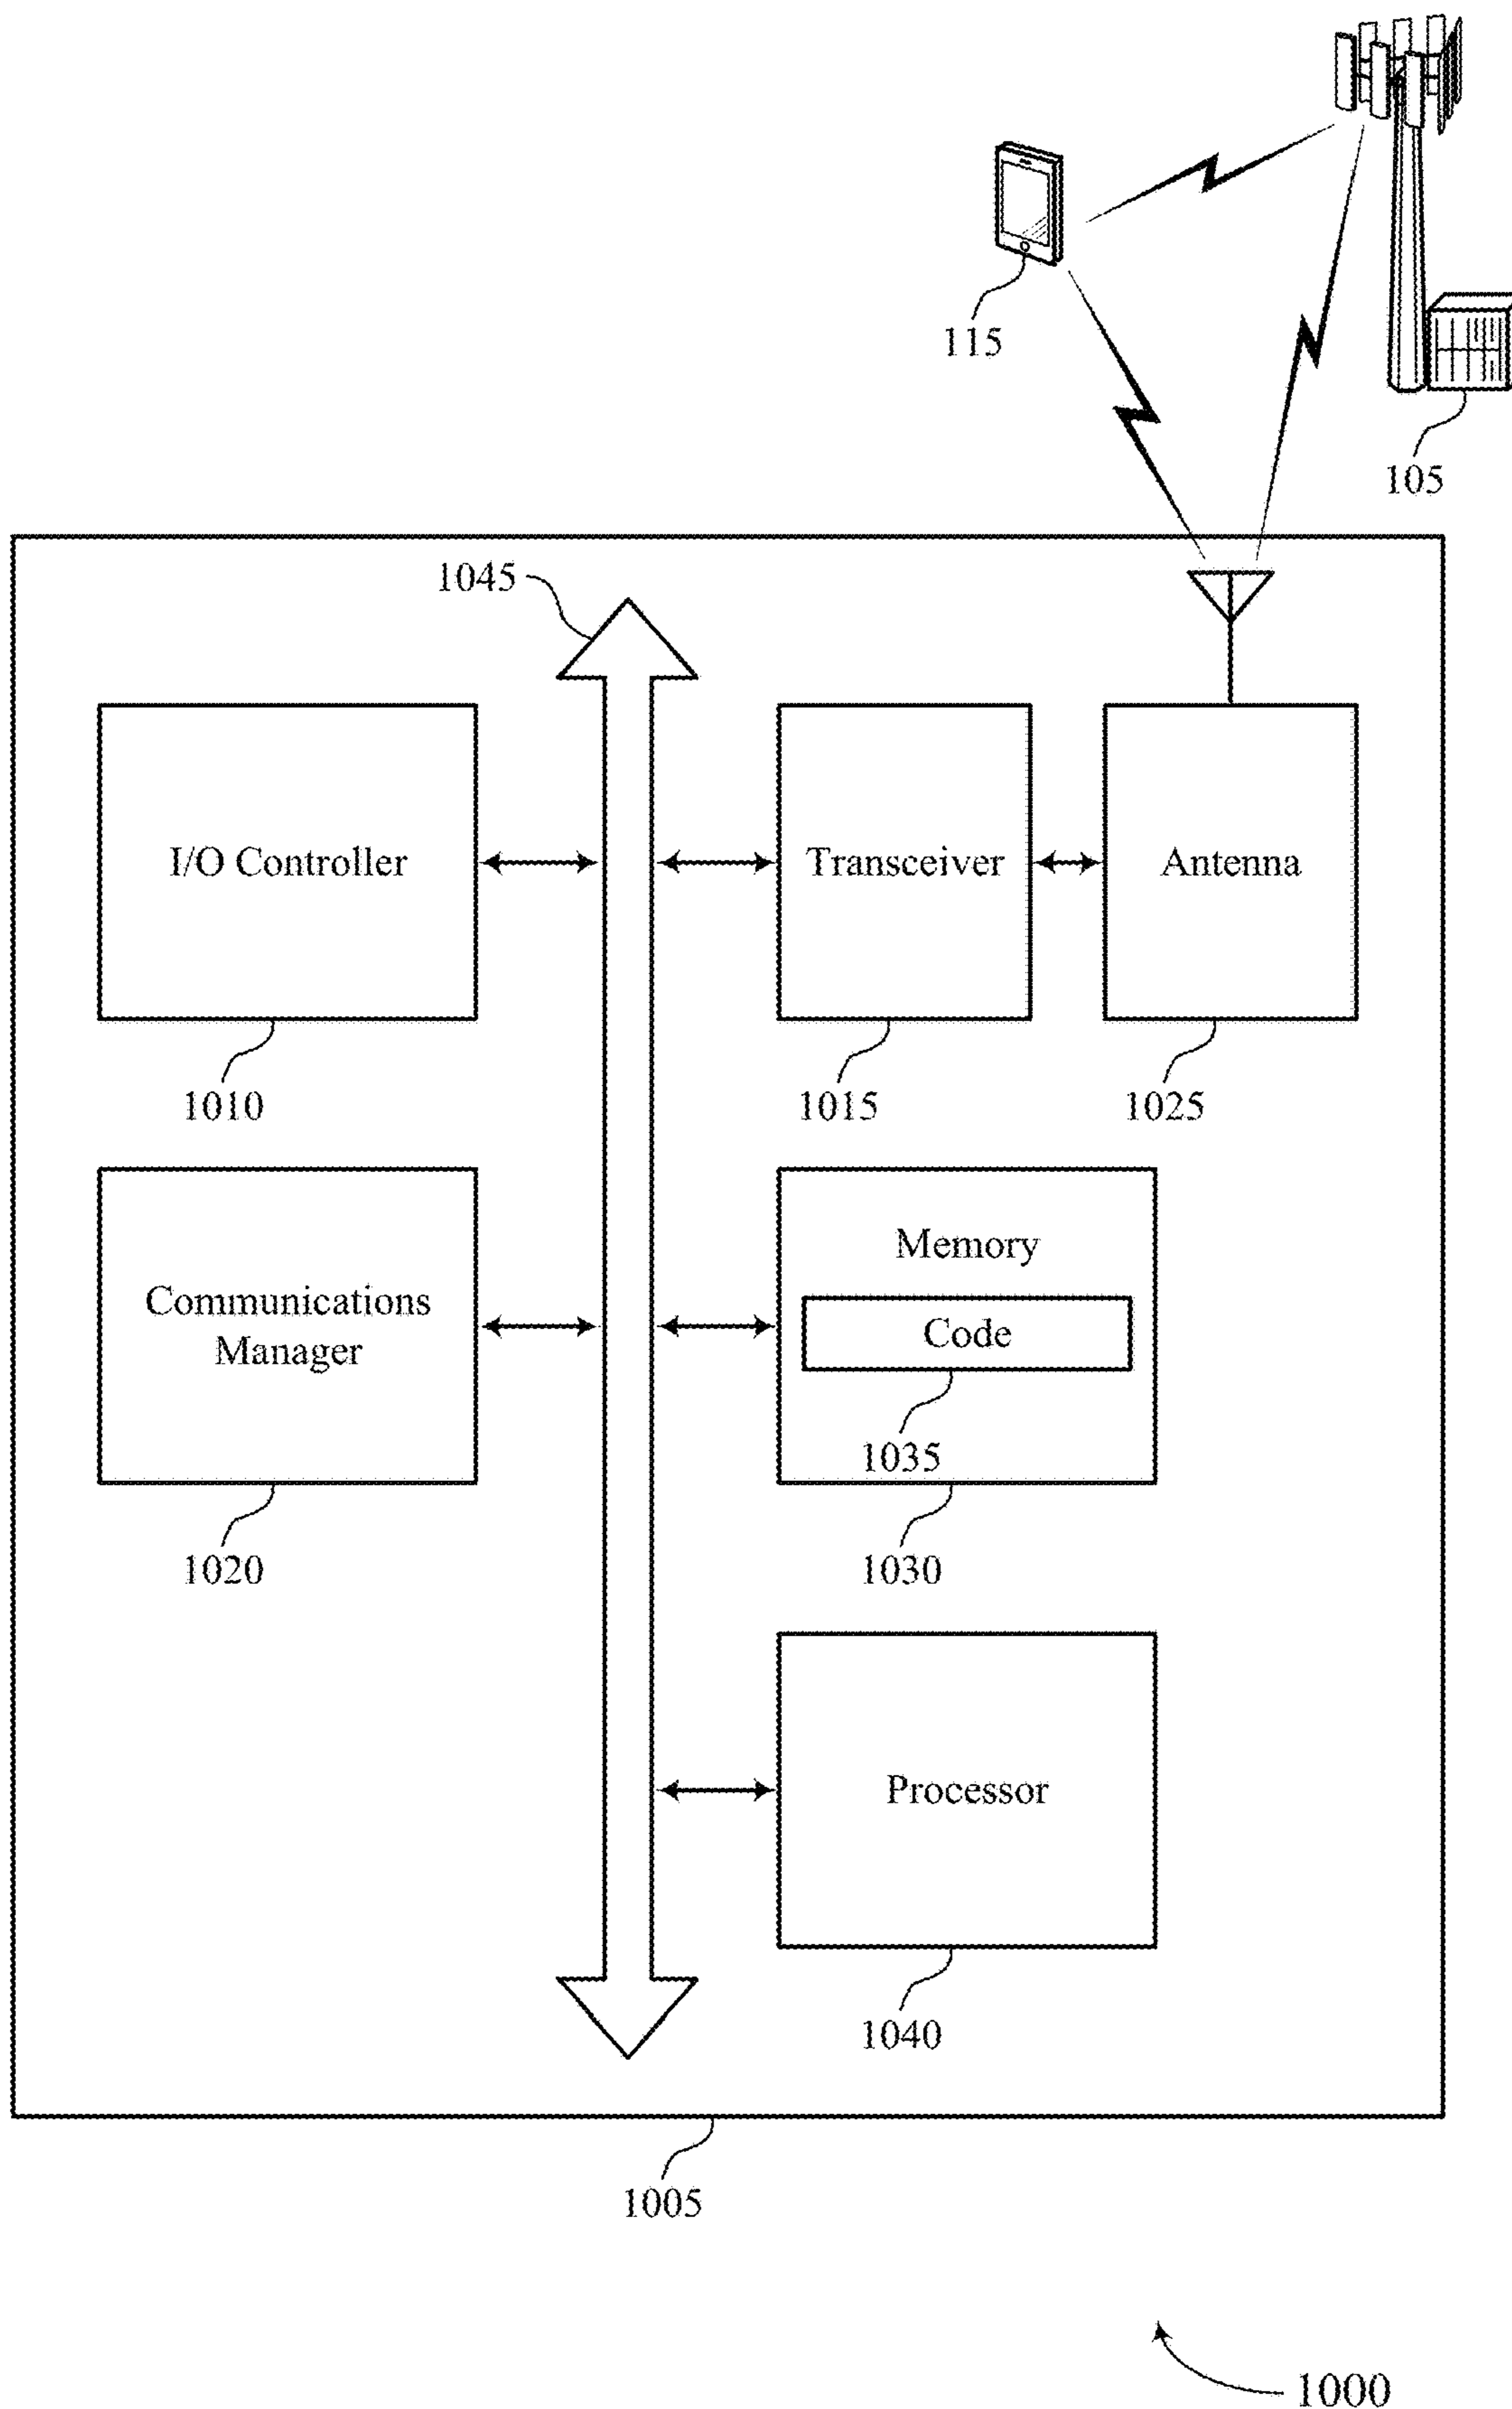 115
105
1045
I/O Controller
Transceiver
Antenna
1010
1015
1025
Communications
Manager
Memory
Code
1035
1020
1030
Processor
1040
1005
1000